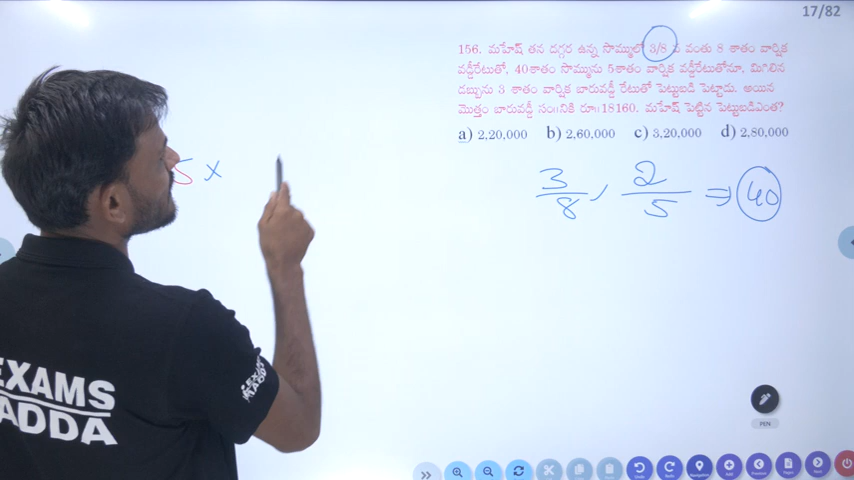 17/82
156. మహేష్ తన దగ్గర ఉన్న సొమ్ములో 3/8 వ వంతు 8 శాతం వార్షిక
వడ్డీరేటుతో, 40శాతం సొమ్మును 5శాతం వార్షిక వడ్డీరేటుతోనూ, మిగిలిన
డబ్బును 3 శాతం వార్షిక బారువడ్డీ రేటుతో పెట్టుబడి పెట్టాడు. అయిన
మొత్తం బారువడ్డీ సం॥నికి రూ॥18160. మహేష్ పెట్టిన పెట్టుబడిఎంత?
a) 2,20,000 b) 2,60,000 c) 3,20,000 d) 2,80,000
5 x
3/8, 2/5 ⇒ 40
EXAMS
ADDA
PEN